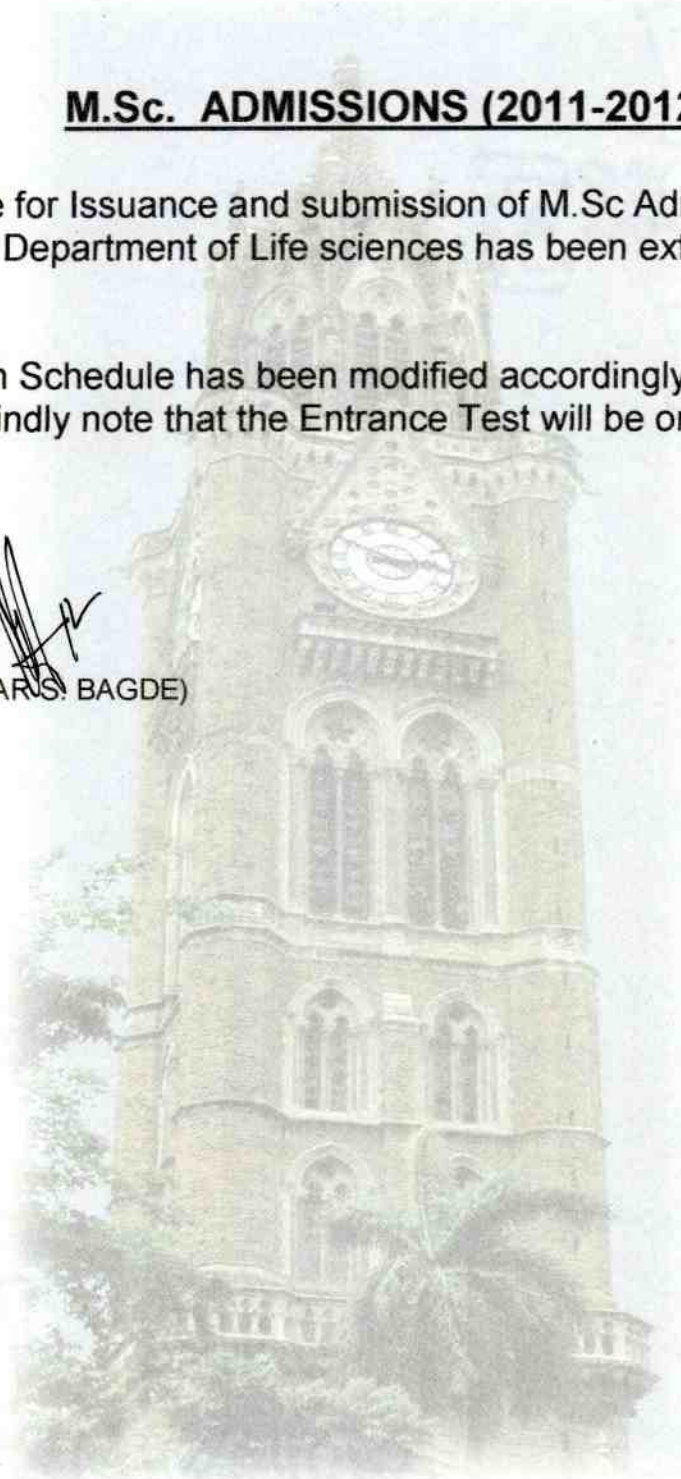 M.Sc. ADMISSIONS (2011-201
e for Issuance and submission of M.Sc Ad
Department of Life sciences has been ex
n Schedule has been modified accordingly
indly note that the Entrance Test will be o
AR S. BAGDE)